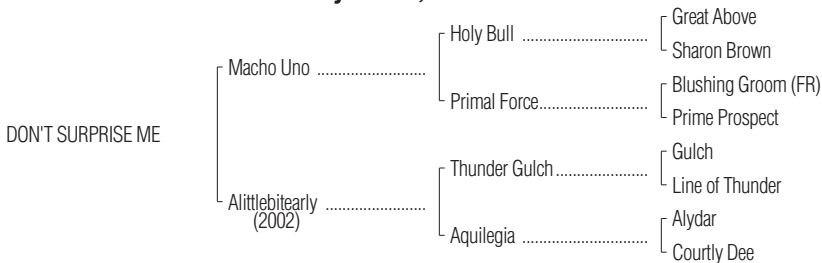 Great Above
Holy Bull
Sharon Brown
Macho Uno
Blushing Groom (FR)
Primal Force
Prime Prospect
DON'T SURPRISE ME
Gulch
Thunder Gulch
Line of Thunder
Alittlebitearly
(2002)
Alydar
Aquilegia
Courtly Dee